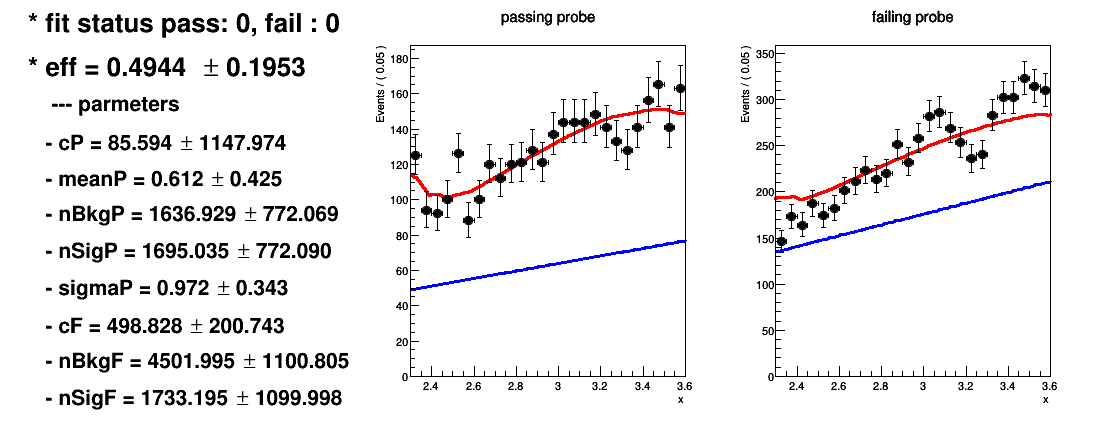 * fit status pass: 0, fail : 0
* eff = 0.4944 ± 0.1953
--- parmeters
- cP = 85.594 ± 1147.974
- meanP = 0.612 ± 0.425
- nBkgP = 1636.929 ± 772.069
- nSigP = 1695.035 ± 772.090
- sigmaP = 0.972 ± 0.343
- cF = 498.828 ± 200.743
- nBkgF = 4501.995 ± 1100.805
- nSigF = 1733.195 ± 1099.998
passing probe
Events / ( 0.05 )
180
160
140
120
100
80
60
40
20
0
2.4 2.6 2.8 3 3.2 3.4 3.6
x
failing probe
Events / ( 0.05 )
350
300
250
200
150
100
50
0
2.4 2.6 2.8 3 3.2 3.4 3.6
x